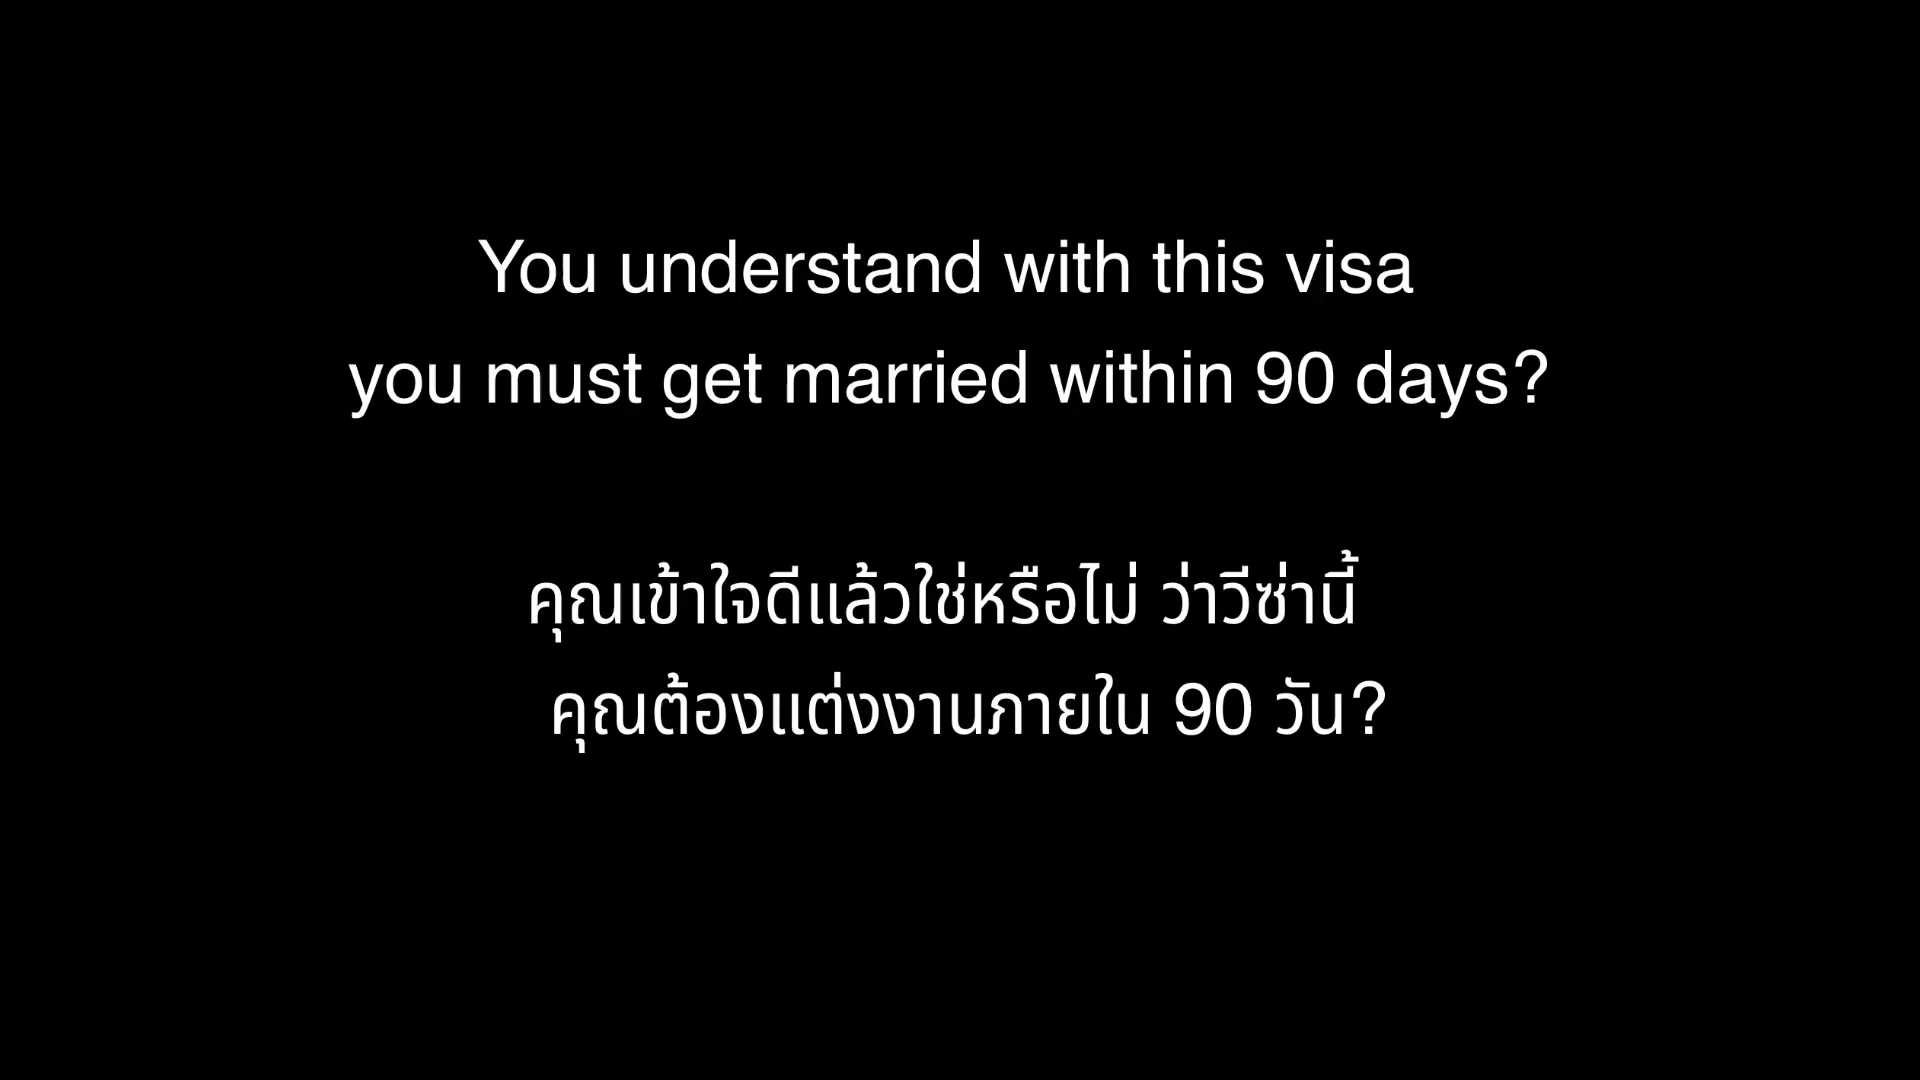 You understand with this visa
you must get married within 90 days?
คุณเข้าใจดีแล้วใช่หรือไม่ ว่าวีซ่านี้
คุณต้องแต่งงานภายใน 90 วัน?